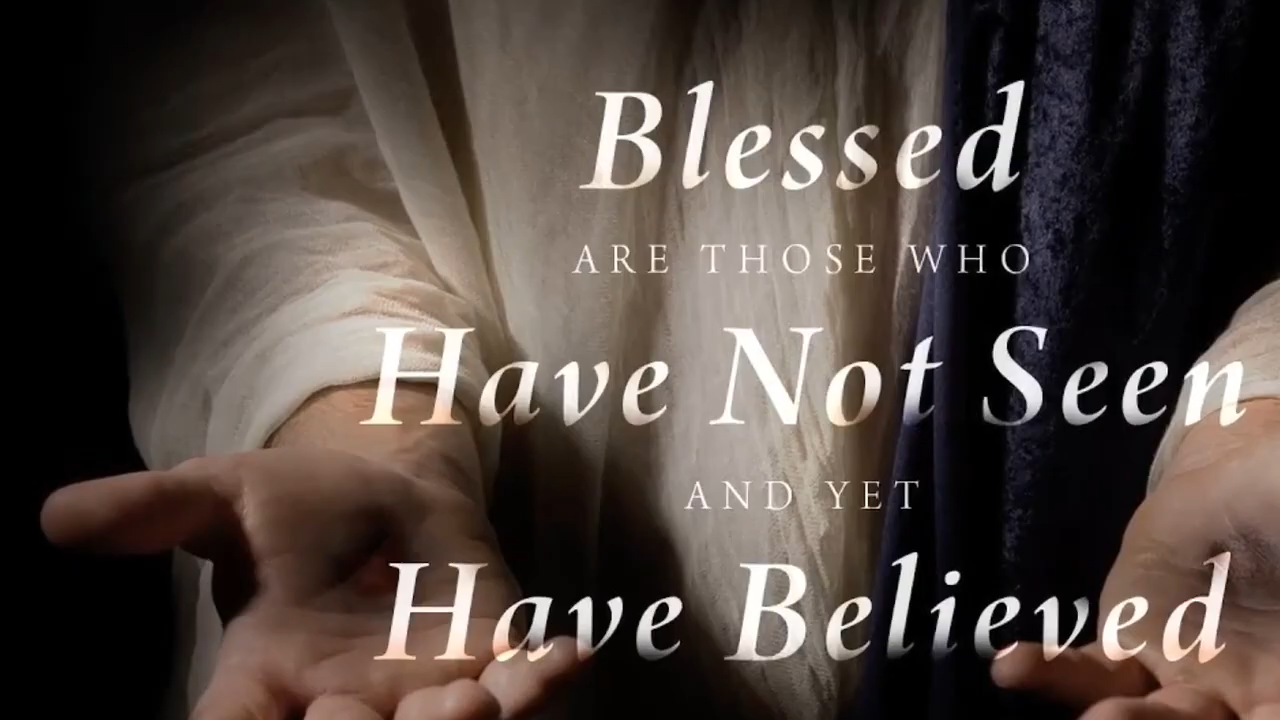 Blessed
ARE THOSE WHO
Have Not Seen
AND YET
Have Believed